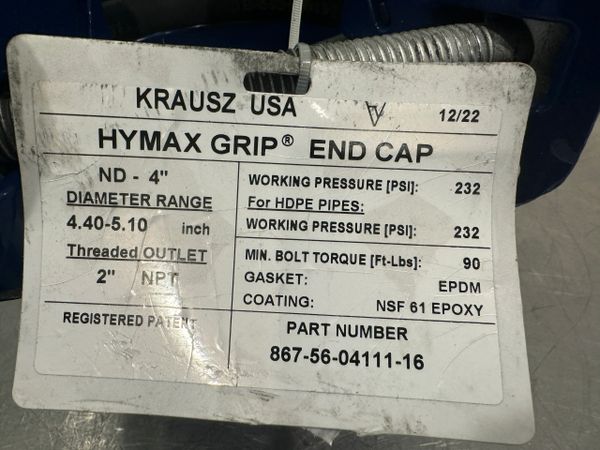 KRAUSZ USA
12/22
HYMAX GRIP® END CAP
ND - 4"
DIAMETER RANGE
4.40-5.10 inch
Threaded OUTLET
2" NPT
REGISTERED PATENT
WORKING PRESSURE [PSI]: 232
For HDPE PIPES:
WORKING PRESSURE [PSI]: 232
MIN. BOLT TORQUE [Ft-Lbs]: 90
GASKET: EPDM
COATING: NSF 61 EPOXY
PART NUMBER
867-56-04111-16